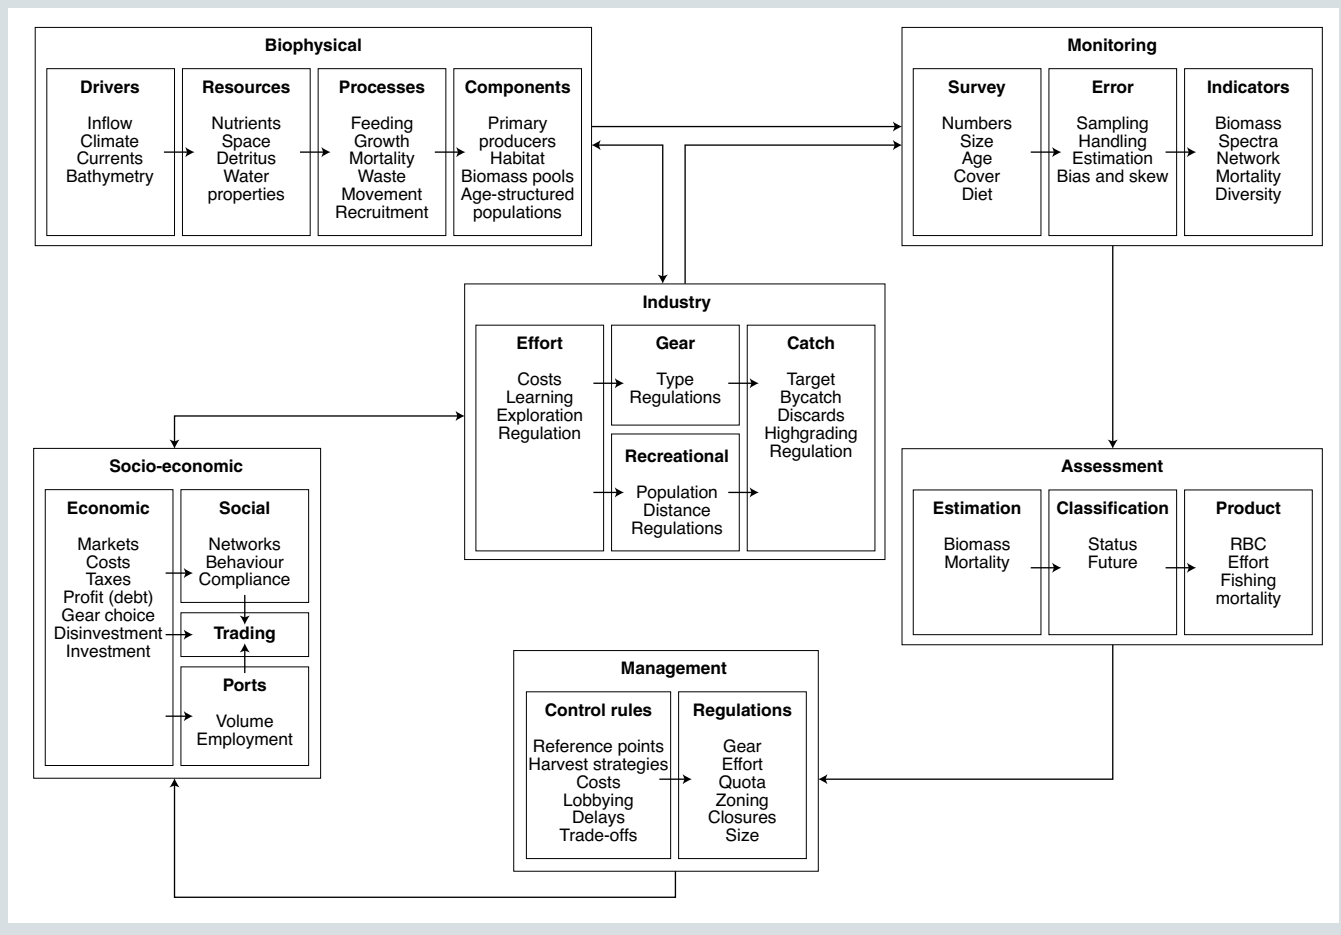 Biophysical
Drivers
Inflow
Climate
Currents
Bathymetry
Resources
Nutrients
Space
Detritus
Water
properties
Processes
Feeding
Growth
Mortality
Waste
Movement
Recruitment
Components
Primary
producers
Habitat
Biomass pools
Age-structured
populations
Monitoring
Survey
Numbers
Size
Age
Cover
Diet
Error
Sampling
Handling
Estimation
Bias and skew
Indicators
Biomass
Spectra
Network
Mortality
Diversity
Industry
Effort
Costs
Learning
Exploration
Regulation
Gear
Type
Regulations
Recreational
Population
Distance
Regulations
Catch
Target
Bycatch
Discards
Highgrading
Regulation
Socio-economic
Economic
Markets
Costs
Taxes
Profit (debt)
Gear choice
Disinvestment
Investment
Social
Networks
Behaviour
Compliance
Trading
Ports
Volume
Employment
Assessment
Estimation
Biomass
Mortality
Classification
Status
Future
Product
RBC
Effort
Fishing
mortality
Management
Control rules
Reference points
Harvest strategies
Costs
Lobbying
Delays
Trade-offs
Regulations
Gear
Effort
Quota
Zoning
Closures
Size